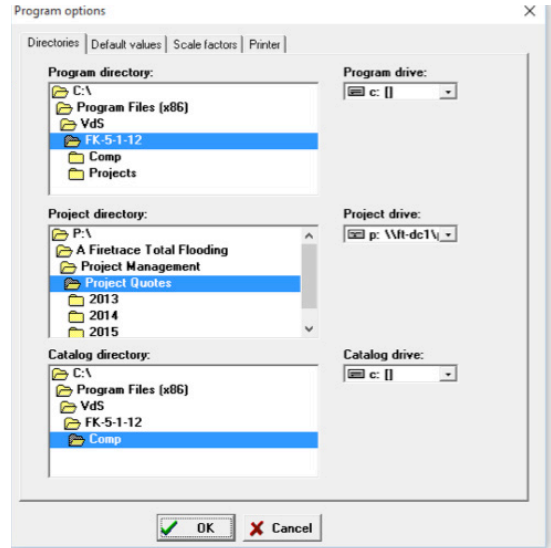 Program options
Directories Default values Scale factors Printer
Program directory: Program drive:
C:\ c: []
Program Files (x86)
VdS
FK-5-1-12
Comp
Projects
Project directory: Project drive:
P:\ p: \\ft-dc1\
A Firetrace Total Flooding
Project Management
Project Quotes
2013
2014
2015
Catalog directory: Catalog drive:
C:\ c: []
Program Files (x86)
VdS
FK-5-1-12
Comp
OK Cancel